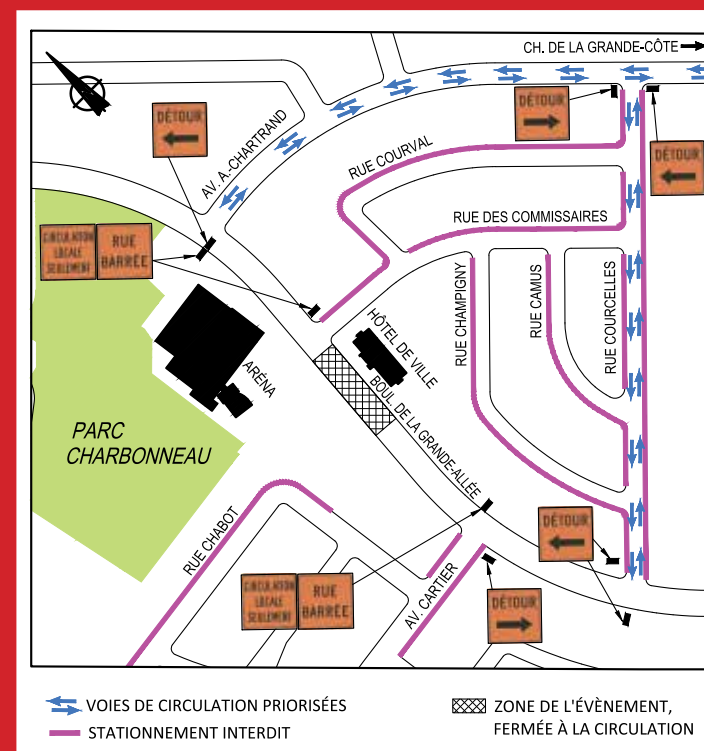 CH. DE LA GRANDE-CÔTE
DÉTOUR
DÉTOUR
AV. A.-CHARTRAND
RUE COURVAL
DÉTOUR
RUE DES COMMISSAIRES
CIRCULATION
LOCALE
SEULEMENT
RUE
BARRÉE
RUE CHAMPIGNY
RUE CAMUS
RUE COURCELLES
HÔTEL DE VILLE
ARÉNA
BOUL. DE LA GRANDE-ALLÉE
PARC
CHARBONNEAU
RUE CHABOT
DÉTOUR
CIRCULATION
LOCALE
SEULEMENT
RUE
BARRÉE
AV. CARTIER
DÉTOUR
VOIES DE CIRCULATION PRIORISÉES
STATIONNEMENT INTERDIT
ZONE DE L'ÉVÈNEMENT,
FERMÉE À LA CIRCULATION